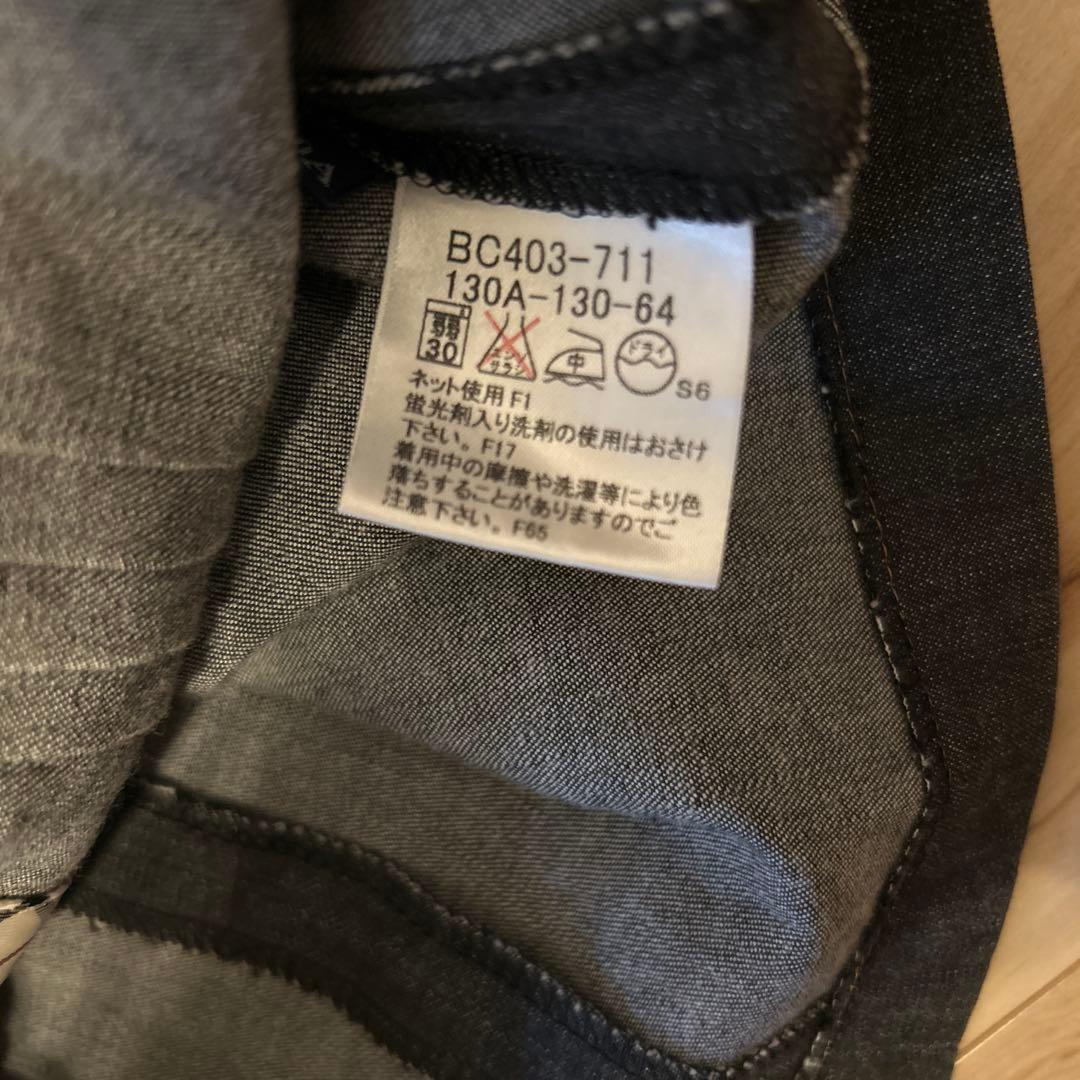 BC403-711
130A-130-64
弱 30 エンソ サラシ 中 ドライ S6
ネット使用 F1
蛍光剤入り洗剤の使用はおさけ
下さい。F17
着用中の摩擦や洗濯等により色
落ちすることがありますのでご
注意下さい。F65